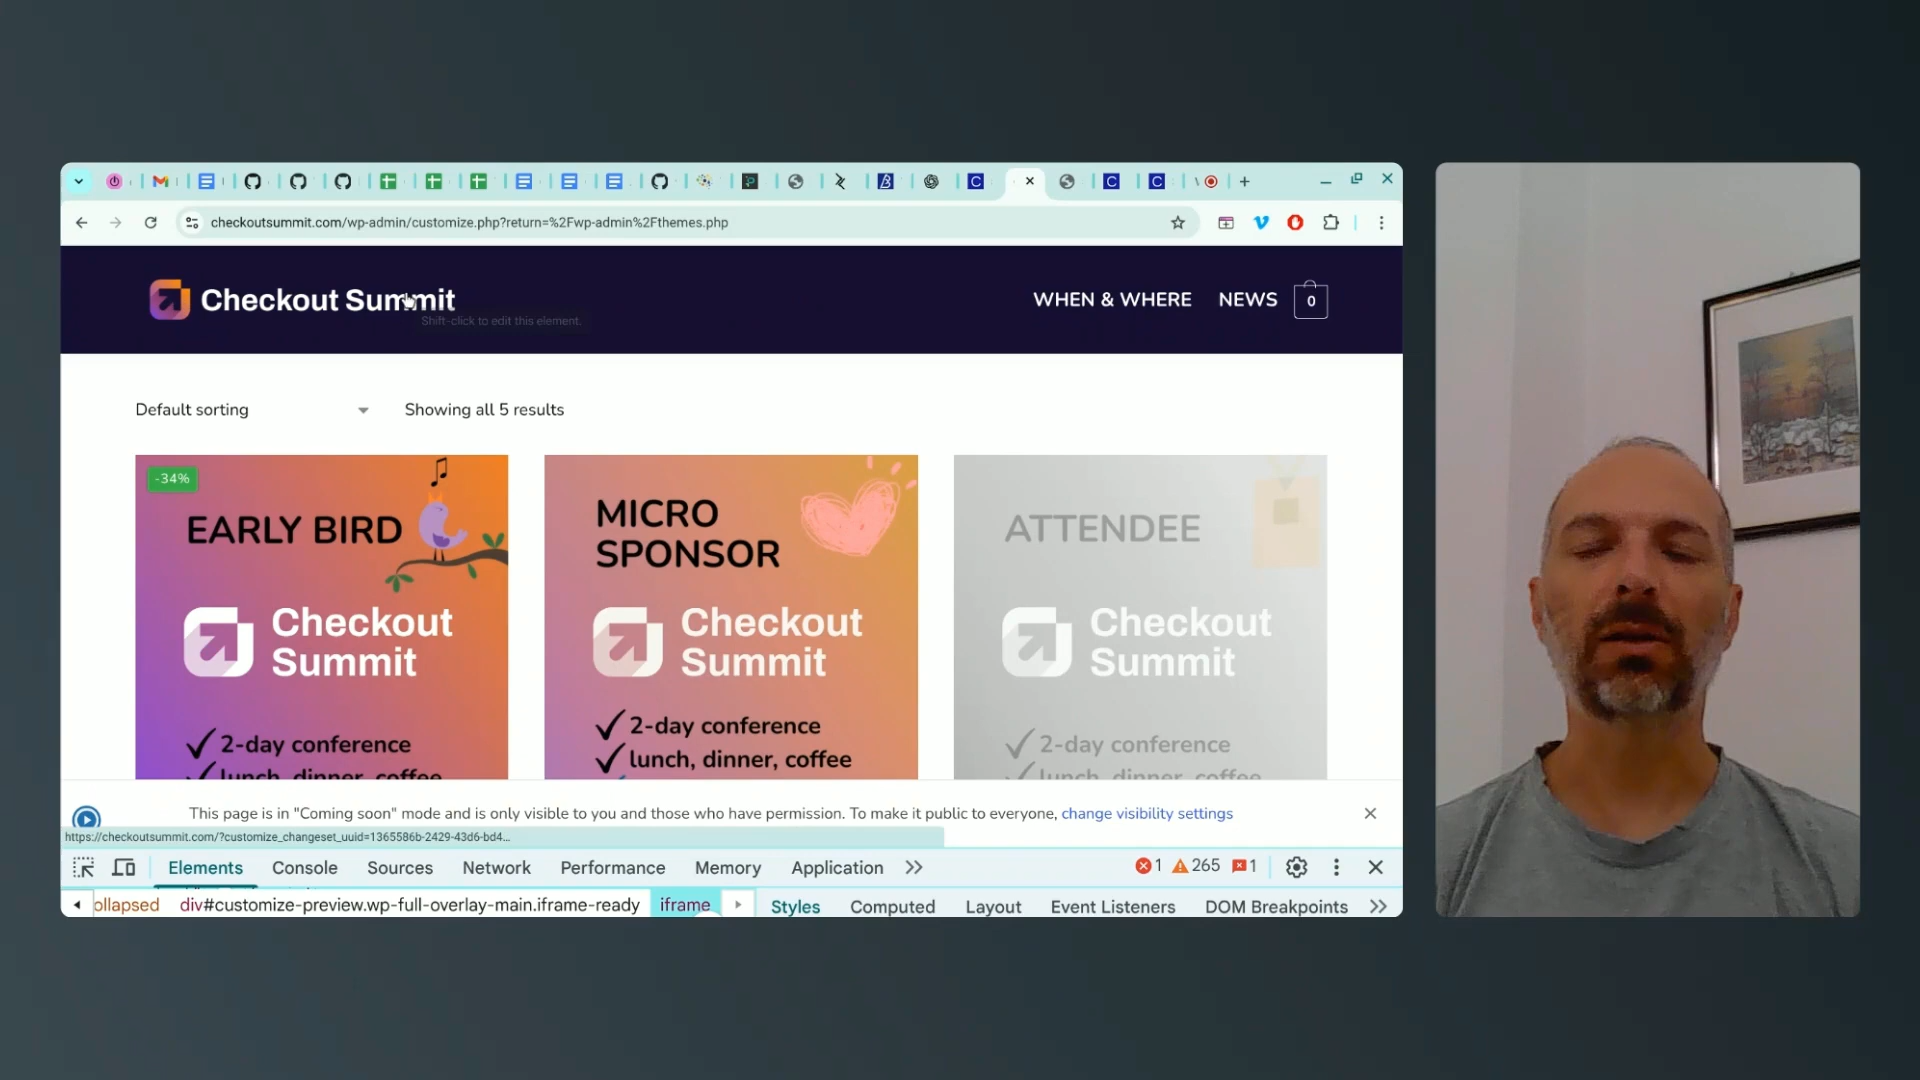 checkoutsummit.com/wp-admin/customize.php?return=%2Fwp-admin%2Fthemes.php
Checkout Summit
WHEN & WHERE
NEWS
0
Shift-click to edit this element.
Default sorting
Showing all 5 results
-34%
EARLY BIRD
Checkout
Summit
2-day conference
lunch, dinner, coffee
MICRO
SPONSOR
Checkout
Summit
2-day conference
lunch, dinner, coffee
ATTENDEE
Checkout
Summit
2-day conference
lunch, dinner, coffee
This page is in "Coming soon" mode and is only visible to you and those who have permission. To make it public to everyone, change visibility settings
https://checkoutsummit.com/?customize_changeset_uuid=1365586b-2429-43d6-bd4...
Elements
Console
Sources
Network
Performance
Memory
Application
1
265
1
ollapsed
div#customize-preview.wp-full-overlay-main.iframe-ready
iframe
Styles
Computed
Layout
Event Listeners
DOM Breakpoints